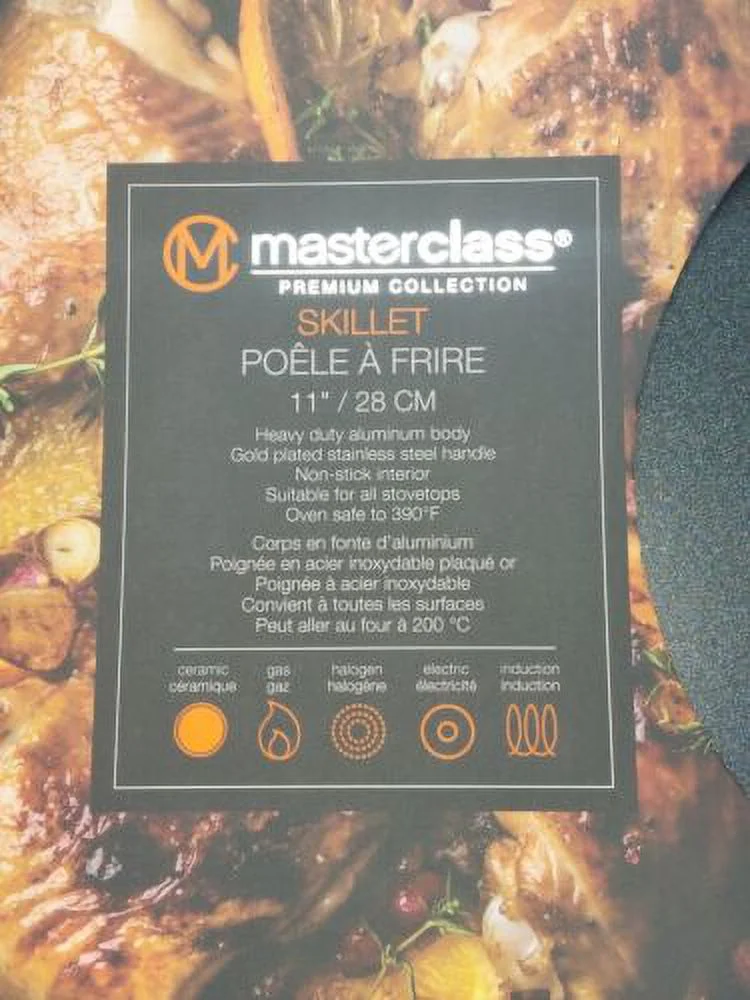 MC masterclass®
PREMIUM COLLECTION
SKILLET
POÊLE À FRIRE
11" / 28 CM
Heavy duty aluminum body
Gold plated stainless steel handle
Non-stick interior
Suitable for all stovetops
Oven safe to 390°F
Corps en fonte d'aluminium
Poignée en acier inoxydable plaqué or
Poignée à acier inoxydable
Convient à toutes les surfaces
Peut aller au four à 200 °C
ceramic gas halogen electric induction
céramique gaz halogène électricité induction